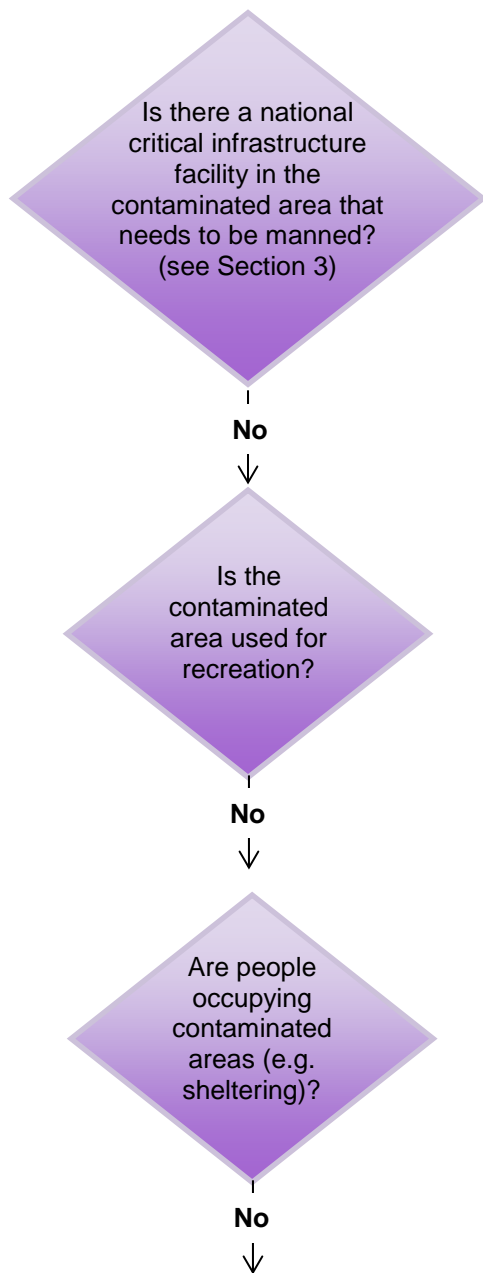 Is there a national
critical infrastructure
facility in the
contaminated area that
needs to be manned?
(see Section 3)
No
Is the
contaminated
area used for
recreation?
No
Are people
occupying
contaminated
areas (e.g.
sheltering)?
No